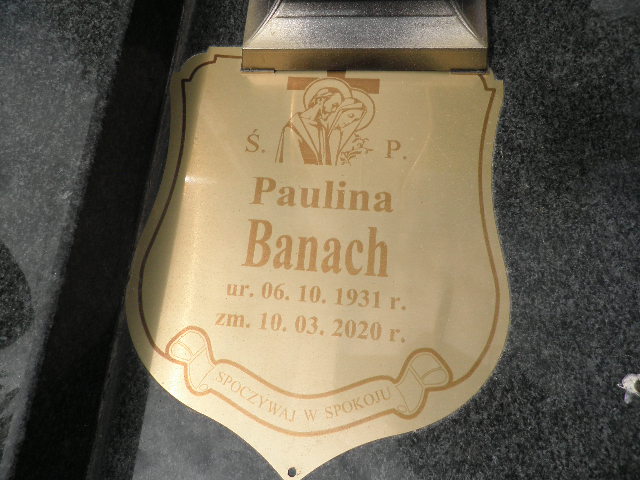 Ś. P.
Paulina
Banach
ur. 06. 10. 1931 r.
zm. 10. 03. 2020 r.
SPOCZYWAJ W SPOKOJU